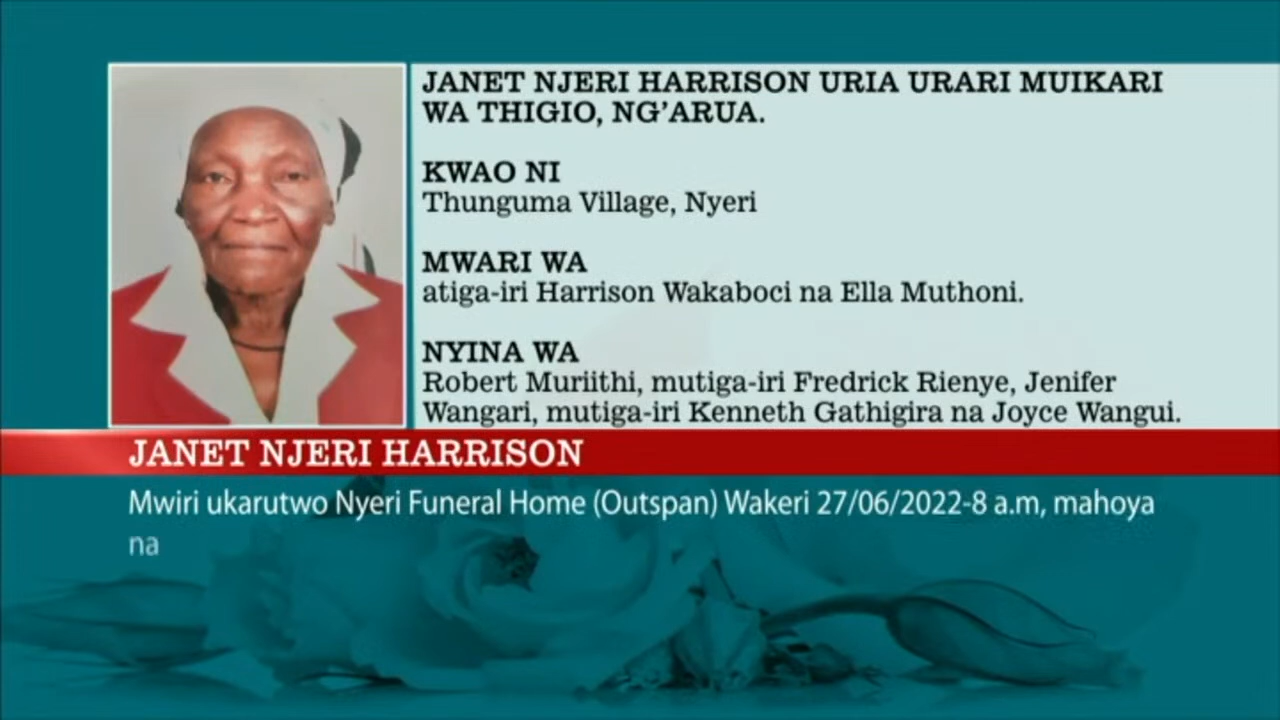 JANET NJERI HARRISON URIA URARI MUIKARI
WA THIGIO, NG'ARUA.
KWAO NI
Thunguma Village, Nyeri
MWARI WA
atiga-iri Harrison Wakaboci na Ella Muthoni.
NYINA WA
Robert Muriithi, mutiga-iri Fredrick Rienye, Jenifer
Wangari, mutiga-iri Kenneth Gathigira na Joyce Wangui.
JANET NJERI HARRISON
Mwiri ukarutwo Nyeri Funeral Home (Outspan) Wakeri 27/06/2022-8 a.m, mahoya
na